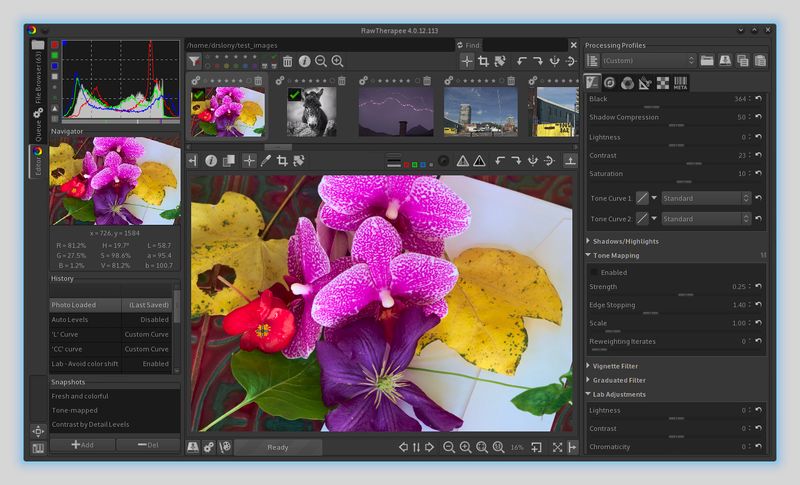 RawTherapee 4.0.12.113
File Browser (63)
Queue
Editor
Navigator
x = 726, y = 1584
R = 81.2% H = 19.7° L = 58.7
G = 27.5% S = 98.6% a = 95.4
B = 1.2% V = 81.2% b = 100.7
History
Photo Loaded (Last Saved)
Auto Levels Disabled
'L' Curve Custom Curve
'CC' curve Custom Curve
Lab - Avoid color shift Enabled
Snapshots
Fresh and colorful
Tone-mapped
Contrast by Detail Levels
Add Del
/home/drslony/test_images Find:
Ready
16%
Processing Profiles
(Custom)
META
Black 364
Shadow Compression 50
Lightness 0
Contrast 23
Saturation 10
Tone Curve 1: Standard
Tone Curve 2: Standard
Shadows/Highlights
Tone Mapping
Enabled
Strength 0.25
Edge Stopping 1.40
Scale 1.00
Reweighting Iterates 0
Vignette Filter
Graduated Filter
Lab Adjustments
Lightness 0
Contrast 0
Chromaticity 0